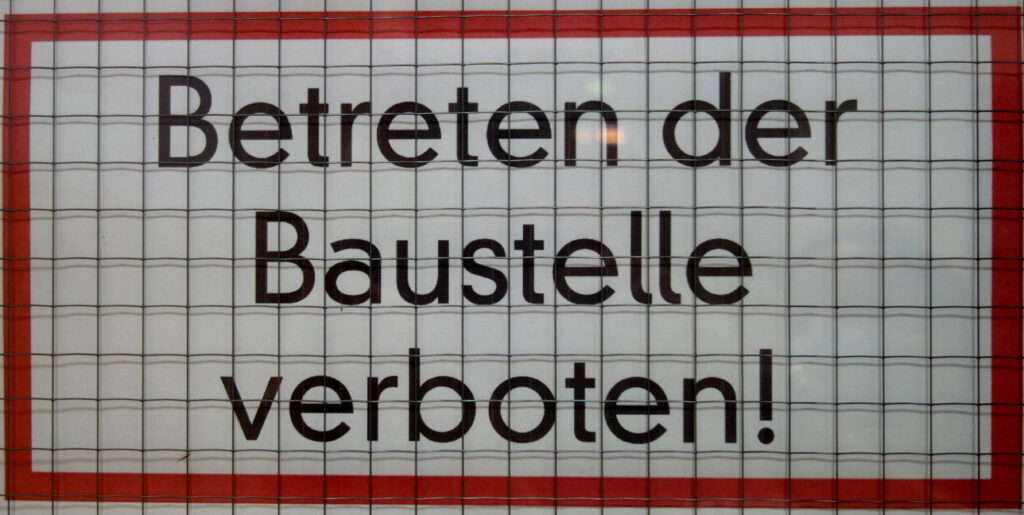 Betreten der
Baustelle
verboten!